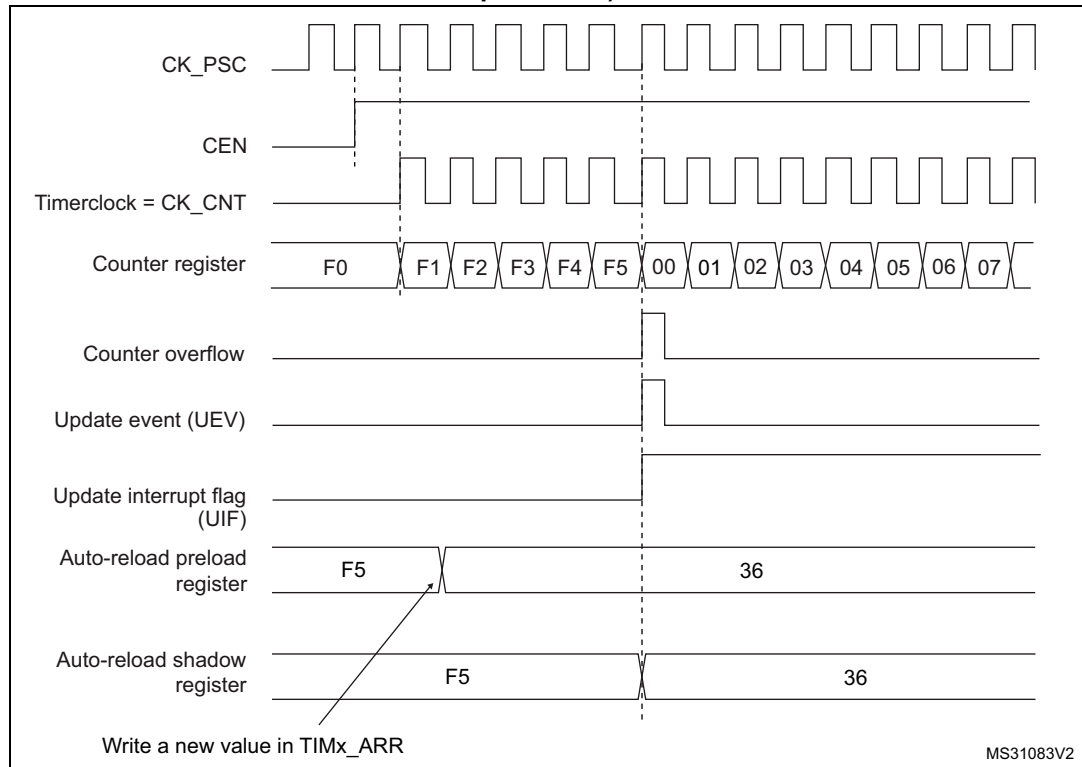 CK_PSC
CEN
Timerclock = CK_CNT
Counter register
F0 F1 F2 F3 F4 F5 00 01 02 03 04 05 06 07
Counter overflow
Update event (UEV)
Update interrupt flag
(UIF)
Auto-reload preload
register
F5 36
Auto-reload shadow
register
F5 36
Write a new value in TIMx_ARR
MS31083V2